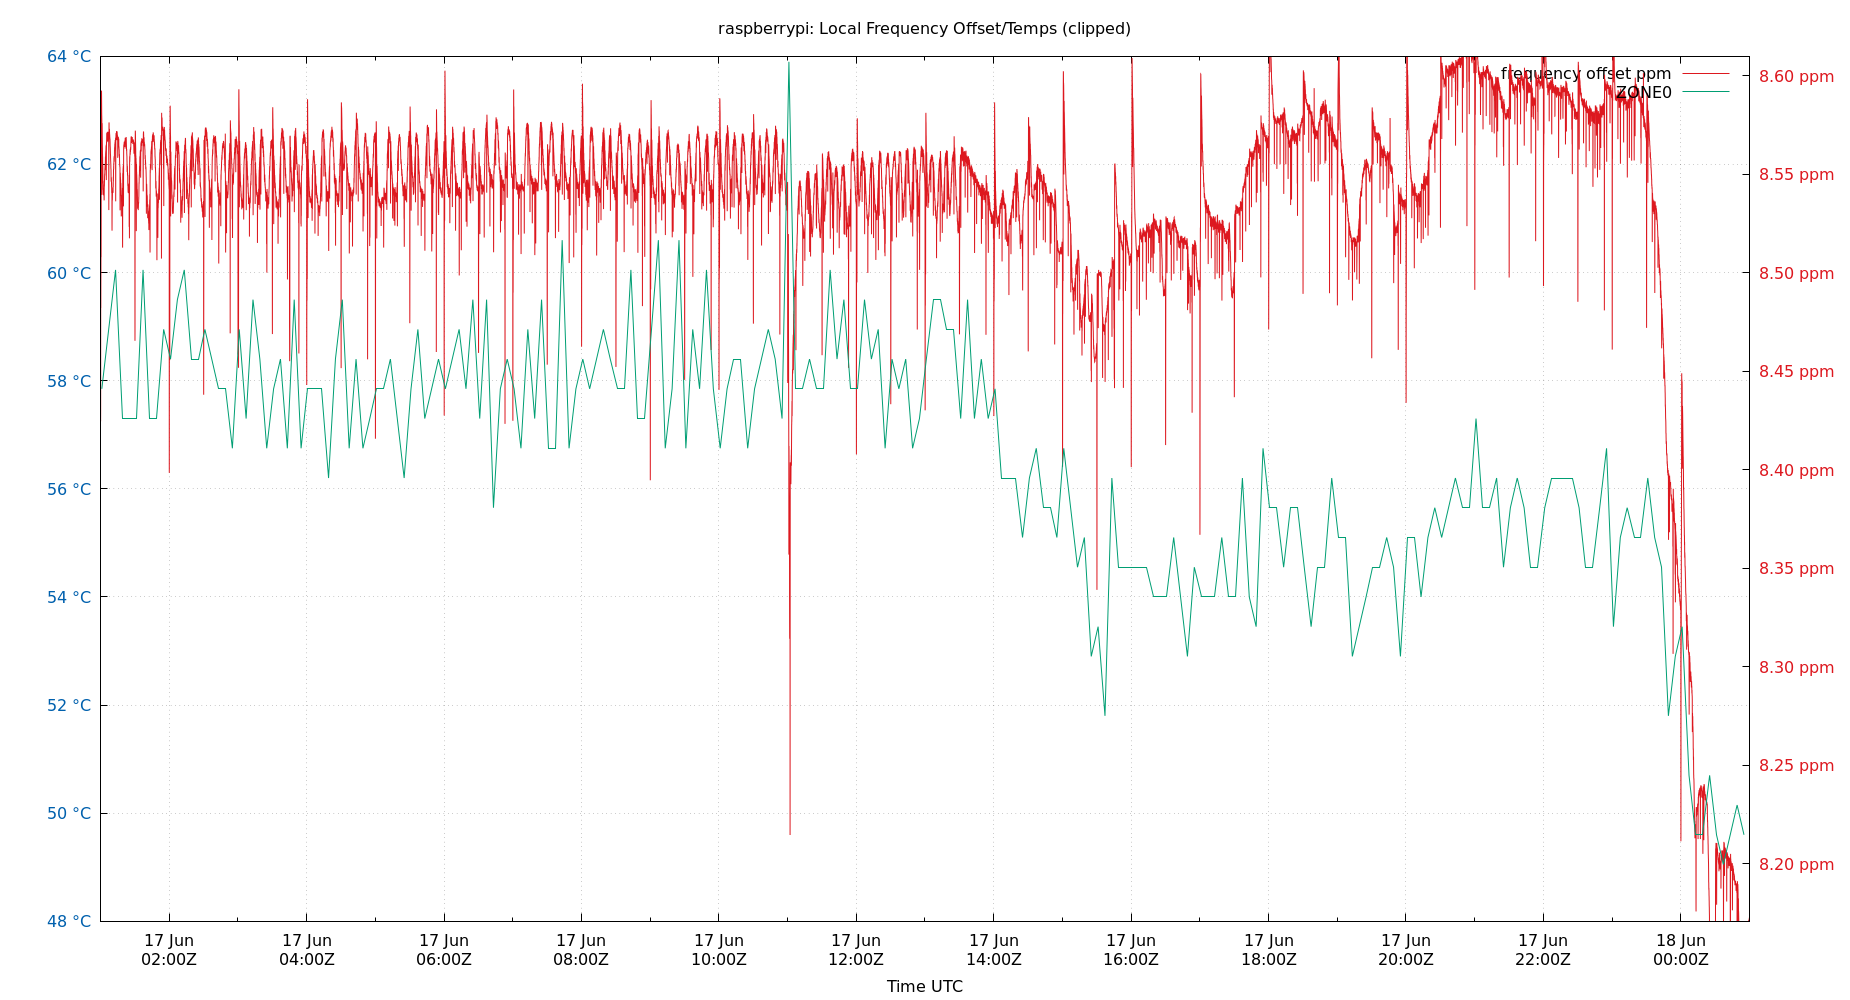 raspberrypi: Local Frequency Offset/Temps (clipped)
frequency offset ppm
ZONE0
64 °C
62 °C
60 °C
58 °C
56 °C
54 °C
52 °C
50 °C
48 °C
8.60 ppm
8.55 ppm
8.50 ppm
8.45 ppm
8.40 ppm
8.35 ppm
8.30 ppm
8.25 ppm
8.20 ppm
17 Jun 17 Jun 17 Jun 17 Jun 17 Jun 17 Jun 17 Jun 17 Jun 17 Jun 17 Jun 17 Jun 18 Jun
02:00Z 04:00Z 06:00Z 08:00Z 10:00Z 12:00Z 14:00Z 16:00Z 18:00Z 20:00Z 22:00Z 00:00Z
Time UTC